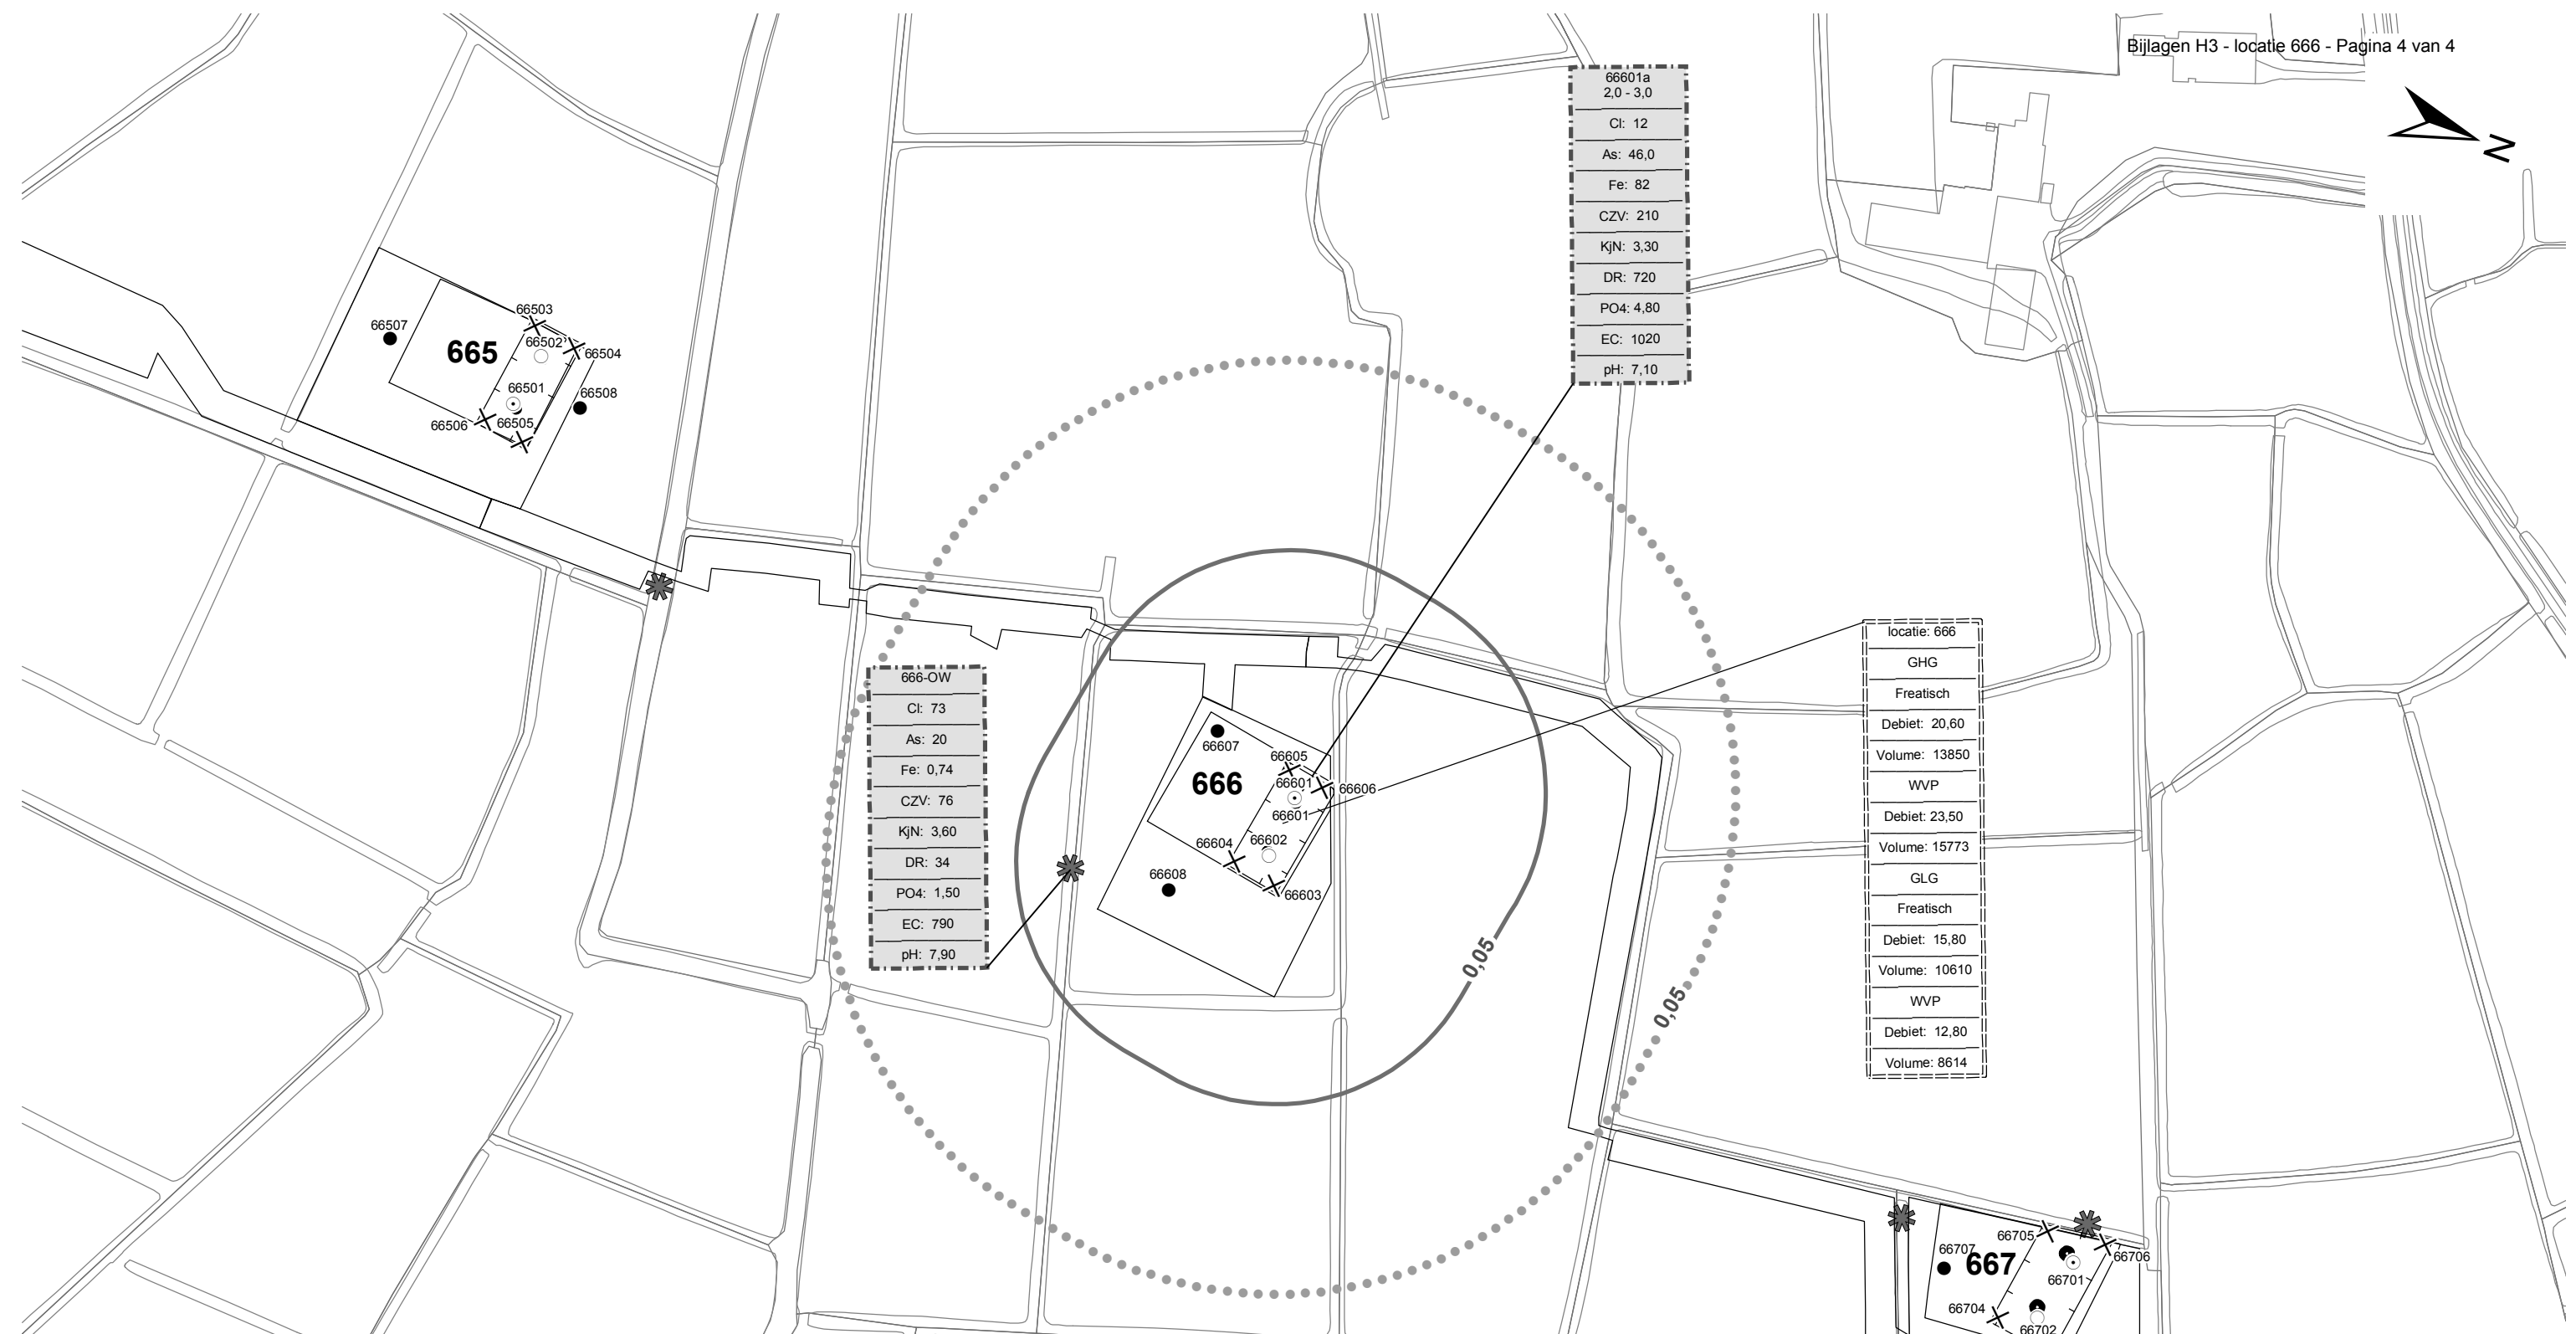 Bijlagen H3 - locatie 666 - Pagina 4 van 4
N
66601a
2,0 - 3,0
Cl: 12
As: 46,0
Fe: 82
CZV: 210
KjN: 3,30
DR: 720
PO4: 4,80
EC: 1020
pH: 7,10
66503
66507
66502
66504
665
66501
66508
66506
66505
locatie: 666
GHG
Freatisch
Debiet: 20,60
Volume: 13850
WVP
Debiet: 23,50
Volume: 15773
GLG
Freatisch
Debiet: 15,80
Volume: 10610
WVP
Debiet: 12,80
Volume: 8614
666-OW
Cl: 73
As: 20
Fe: 0,74
CZV: 76
KjN: 3,60
DR: 34
PO4: 1,50
EC: 790
pH: 7,90
66607
66605
666
66601
66606
66601
66602
66604
66608
66603
0,05
0,05
66705
66707
667
66706
66701
66704
66702